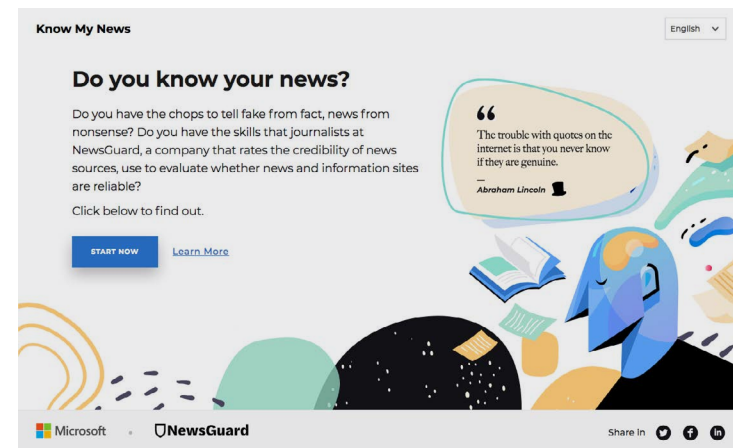 Know My News
English
Do you know your news?
Do you have the chops to tell fake from fact, news from
nonsense? Do you have the skills that journalists at
NewsGuard, a company that rates the credibility of news
sources, use to evaluate whether news and information sites
are reliable?
Click below to find out.
START NOW
Learn More
“
The trouble with quotes on the
internet is that you never know
if they are genuine.
—
Abraham Lincoln
Microsoft
NewsGuard
Share in